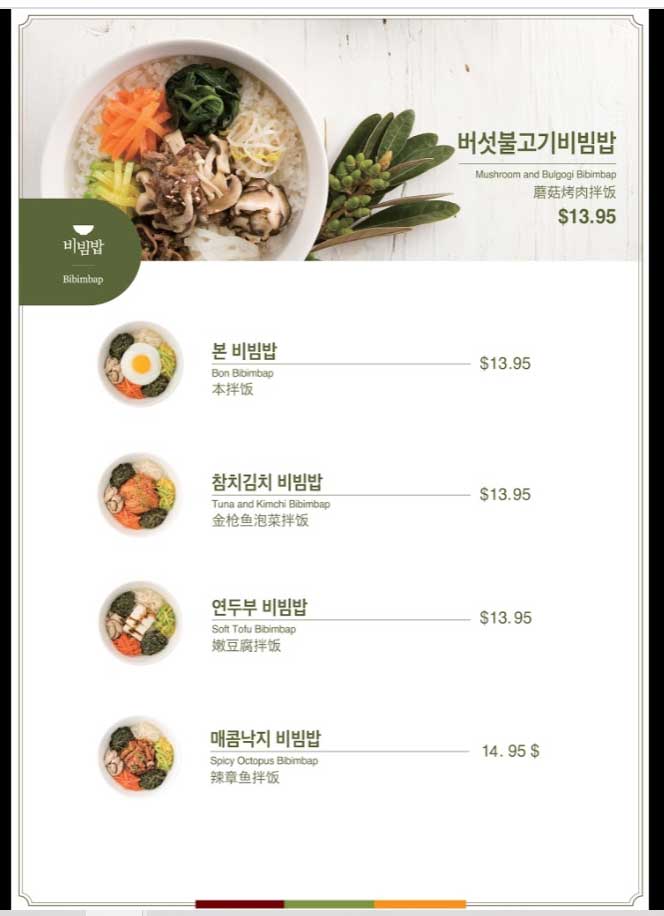 버섯불고기비빔밥
Mushroom and Bulgogi Bibimbap
蘑菇烤肉拌饭
$13.95
비빔밥
Bibimbap
본 비빔밥
Bon Bibimbap
本拌饭
$13.95
참치김치 비빔밥
Tuna and Kimchi Bibimbap
金枪鱼泡菜拌饭
$13.95
연두부 비빔밥
Soft Tofu Bibimbap
嫩豆腐拌饭
$13.95
매콤낙지 비빔밥
Spicy Octopus Bibimbap
辣章鱼拌饭
14. 95 $